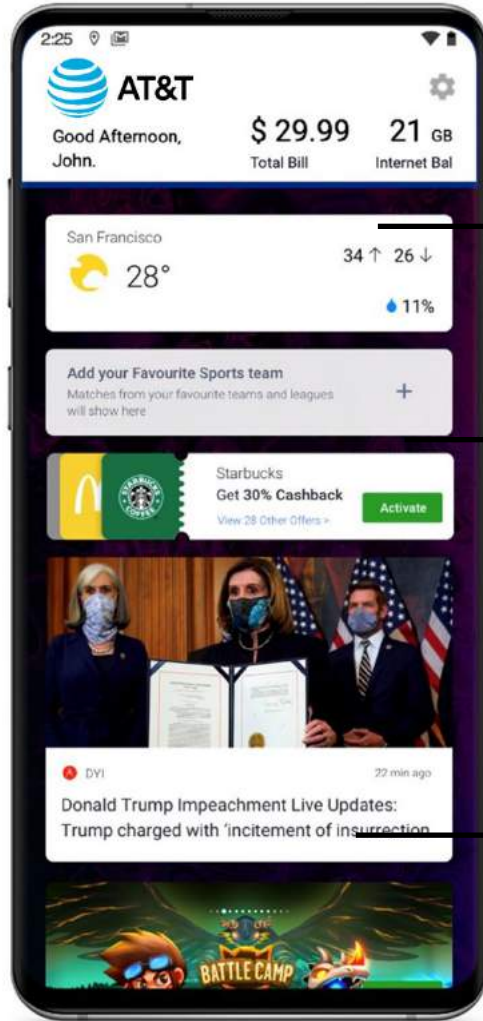 2:25
AT&T
Good Afternoon,
John.
$ 29.99
Total Bill
21 GB
Internet Bal
San Francisco
28°
34 ↑ 26 ↓
11%
Add your Favourite Sports team
Matches from your favourite teams and leagues
will show here
+
STARBUCKS
COFFEE
Starbucks
Get 30% Cashback
View 28 Other Offers >
Activate
DYI
22 min ago
Donald Trump Impeachment Live Updates:
Trump charged with 'incitement of insurrection
BATTLE CAMP